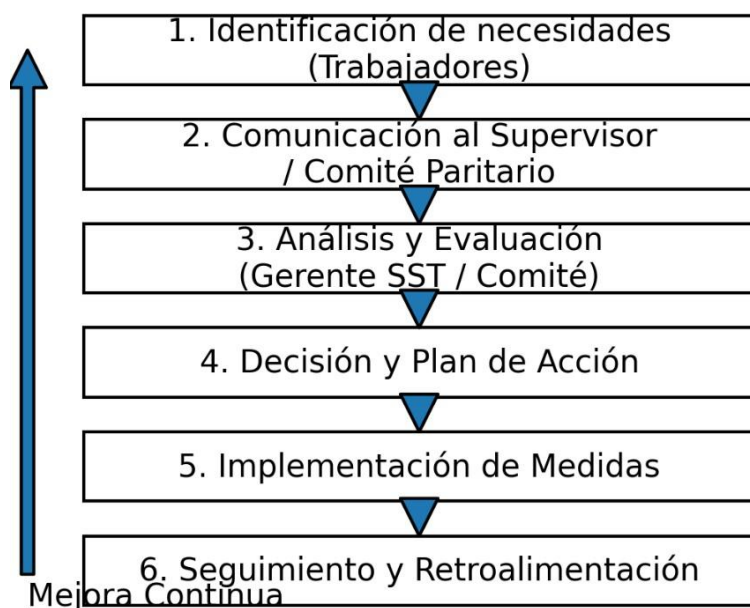 1. Identificación de necesidades
(Trabajadores)
2. Comunicación al Supervisor
/ Comité Paritario
3. Análisis y Evaluación
(Gerente SST / Comité)
4. Decisión y Plan de Acción
5. Implementación de Medidas
6. Seguimiento y Retroalimentación
Mejora Continua